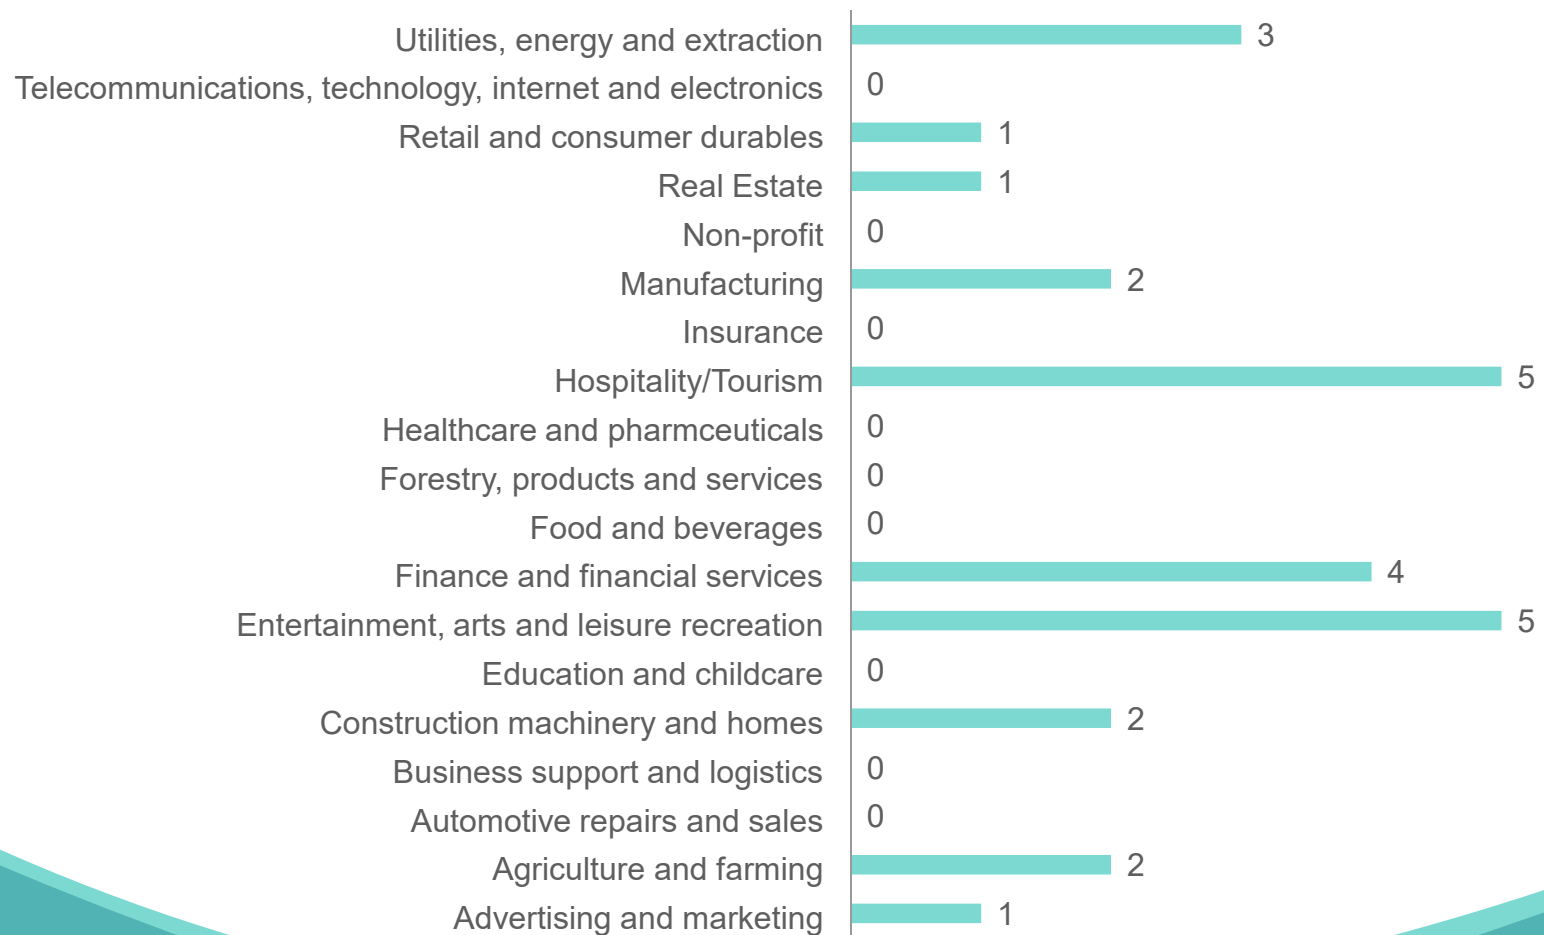 Utilities, energy and extraction 3
Telecommunications, technology, internet and electronics 0
Retail and consumer durables 1
Real Estate 1
Non-profit 0
Manufacturing 2
Insurance 0
Hospitality/Tourism 5
Healthcare and pharmceuticals 0
Forestry, products and services 0
Food and beverages 0
Finance and financial services 4
Entertainment, arts and leisure recreation 5
Education and childcare 0
Construction machinery and homes 2
Business support and logistics 0
Automotive repairs and sales 0
Agriculture and farming 2
Advertising and marketing 1